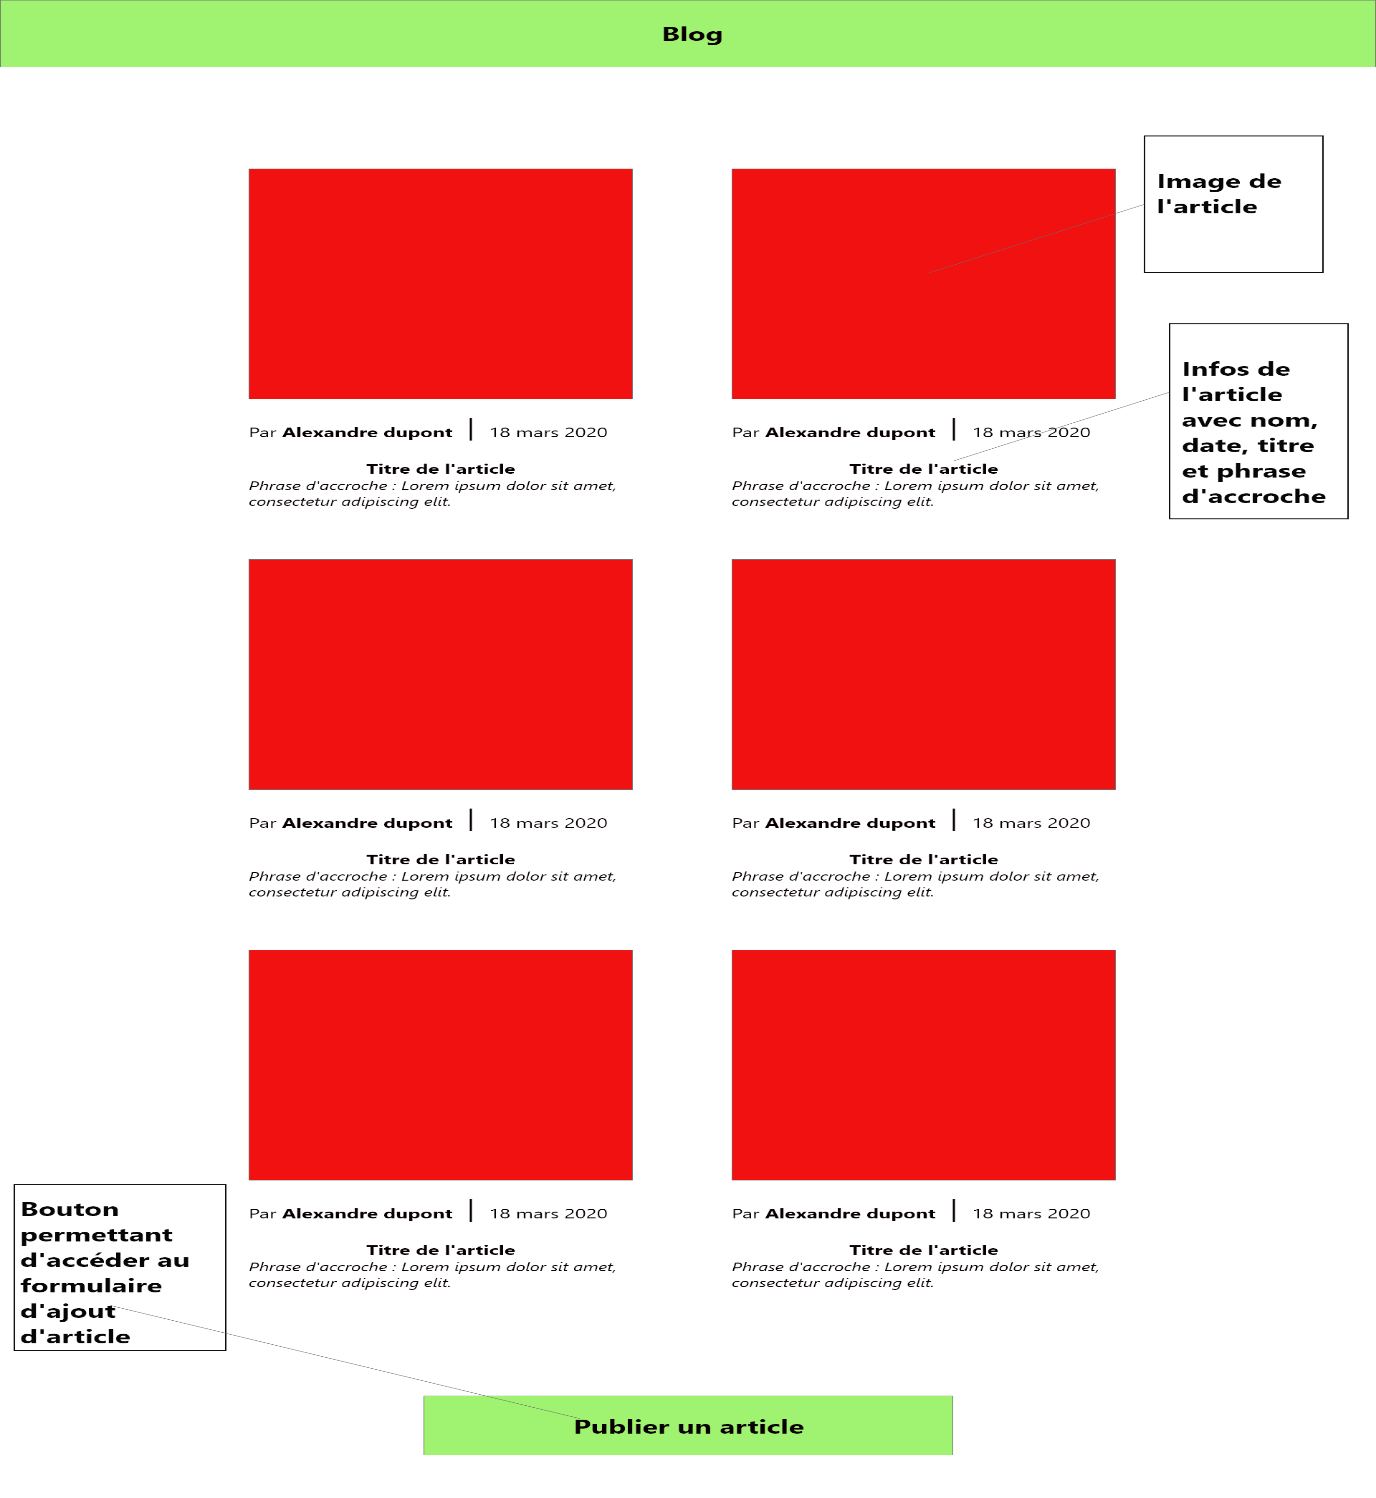 Blog
Image de
l'article
Par Alexandre dupont | 18 mars 2020
Titre de l'article
Phrase d'accroche : Lorem ipsum dolor sit amet,
consectetur adipiscing elit.
Par Alexandre dupont | 18 mars 2020
Titre de l'article
Phrase d'accroche : Lorem ipsum dolor sit amet,
consectetur adipiscing elit.
Infos de
l'article
avec nom,
date, titre
et phrase
d'accroche
Par Alexandre dupont | 18 mars 2020
Titre de l'article
Phrase d'accroche : Lorem ipsum dolor sit amet,
consectetur adipiscing elit.
Par Alexandre dupont | 18 mars 2020
Titre de l'article
Phrase d'accroche : Lorem ipsum dolor sit amet,
consectetur adipiscing elit.
Bouton
permettant
d'accéder au
formulaire
d'ajout
d'article
Par Alexandre dupont | 18 mars 2020
Titre de l'article
Phrase d'accroche : Lorem ipsum dolor sit amet,
consectetur adipiscing elit.
Par Alexandre dupont | 18 mars 2020
Titre de l'article
Phrase d'accroche : Lorem ipsum dolor sit amet,
consectetur adipiscing elit.
Publier un article